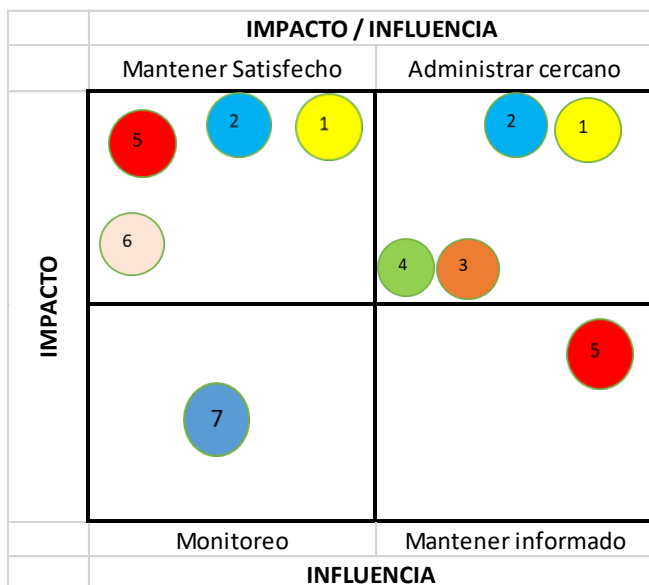 IMPACTO / INFLUENCIA
Mantener Satisfecho Administrar cercano
5 2 1 2 1
6 4 3
IMPACTO
5
7
Monitoreo Mantener informado
INFLUENCIA